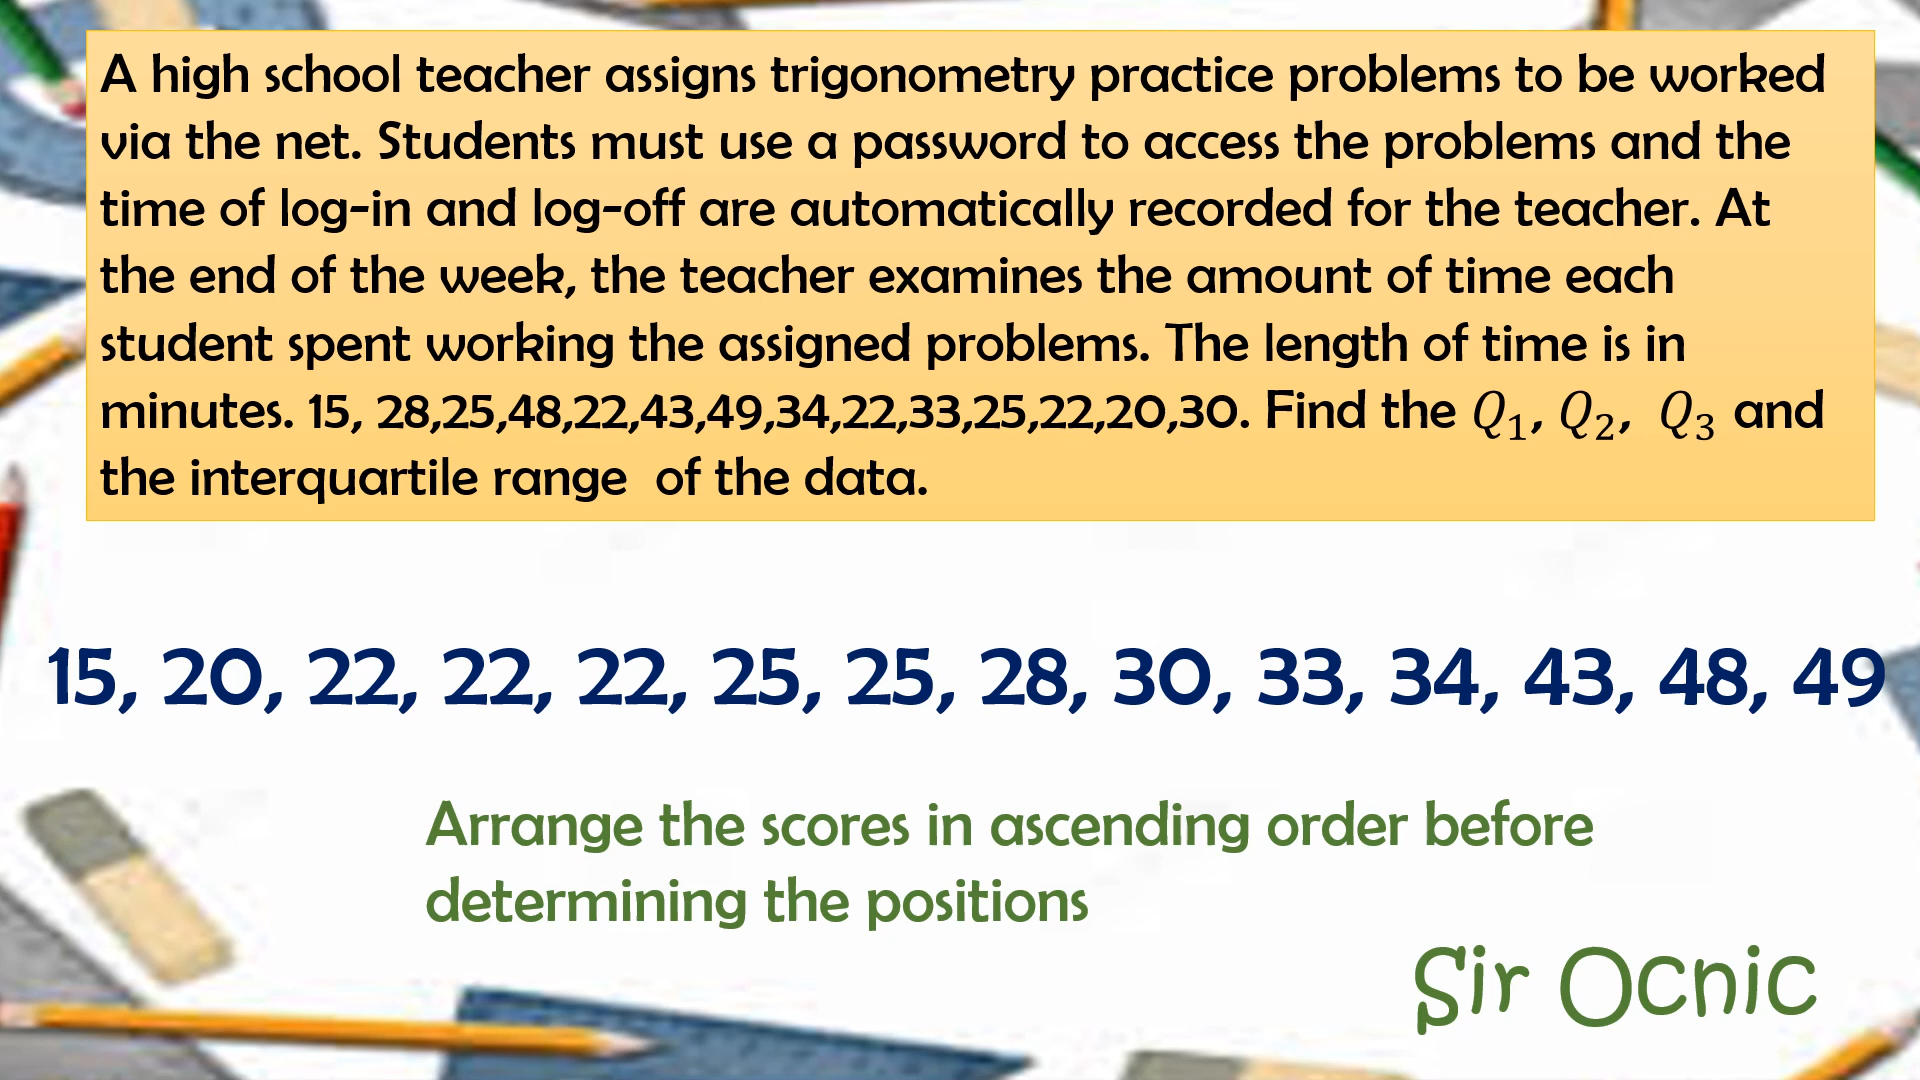 A high school teacher assigns trigonometry practice problems to be worked
via the net. Students must use a password to access the problems and the
time of log-in and log-off are automatically recorded for the teacher. At
the end of the week, the teacher examines the amount of time each
student spent working the assigned problems. The length of time is in
minutes. 15, 28,25,48,22,43,49,34,22,33,25,22,20,30. Find the Q₁, Q₂, Q₃ and
the interquartile range of the data.
15, 20, 22, 22, 22, 25, 25, 28, 30, 33, 34, 43, 48, 49
Arrange the scores in ascending order before
determining the positions
Sir Ocnic